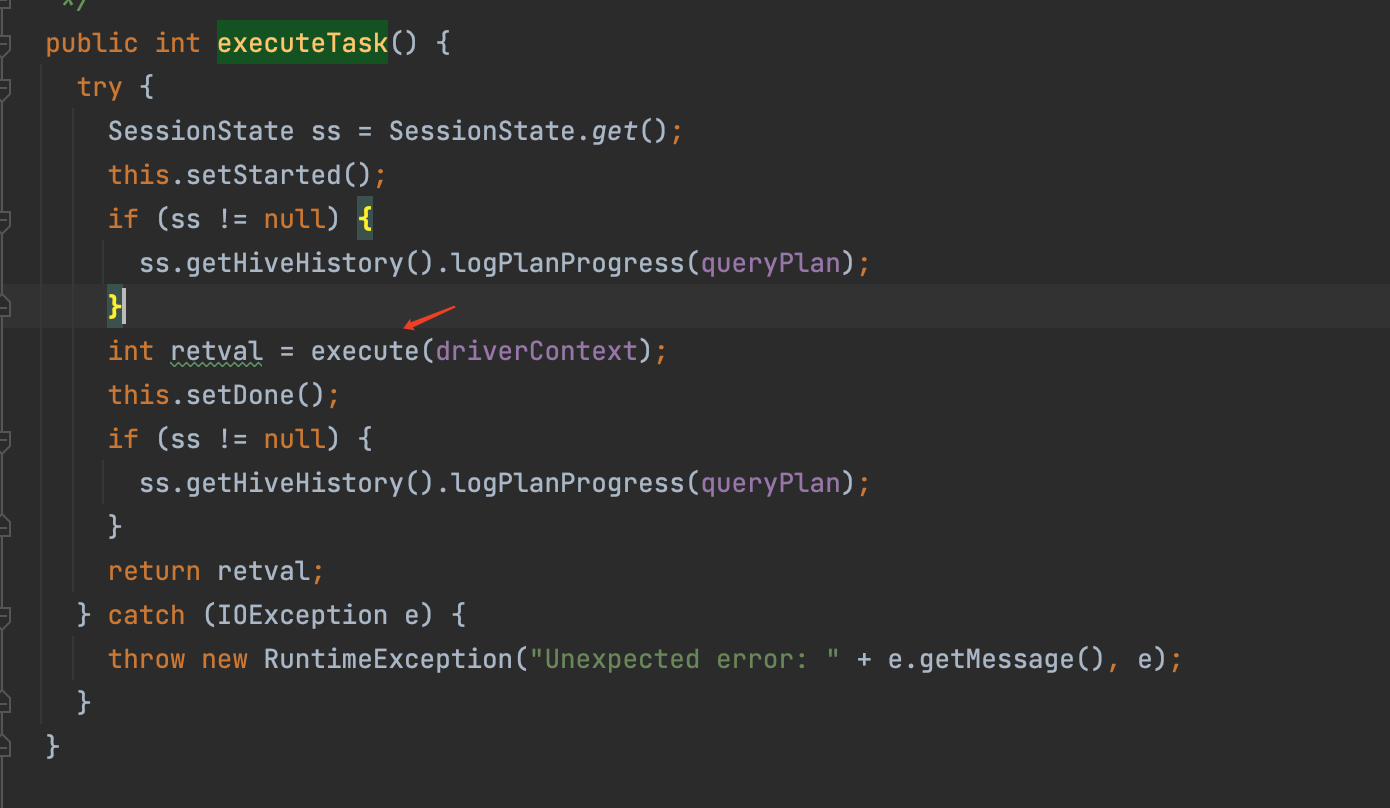 */
public int executeTask() {
try {
SessionState ss = SessionState.get();
this.setStarted();
if (ss != null) {
ss.getHiveHistory().logPlanProgress(queryPlan);
}
int retval = execute(driverContext);
this.setDone();
if (ss != null) {
ss.getHiveHistory().logPlanProgress(queryPlan);
}
return retval;
} catch (IOException e) {
throw new RuntimeException("Unexpected error: " + e.getMessage(), e);
}
}